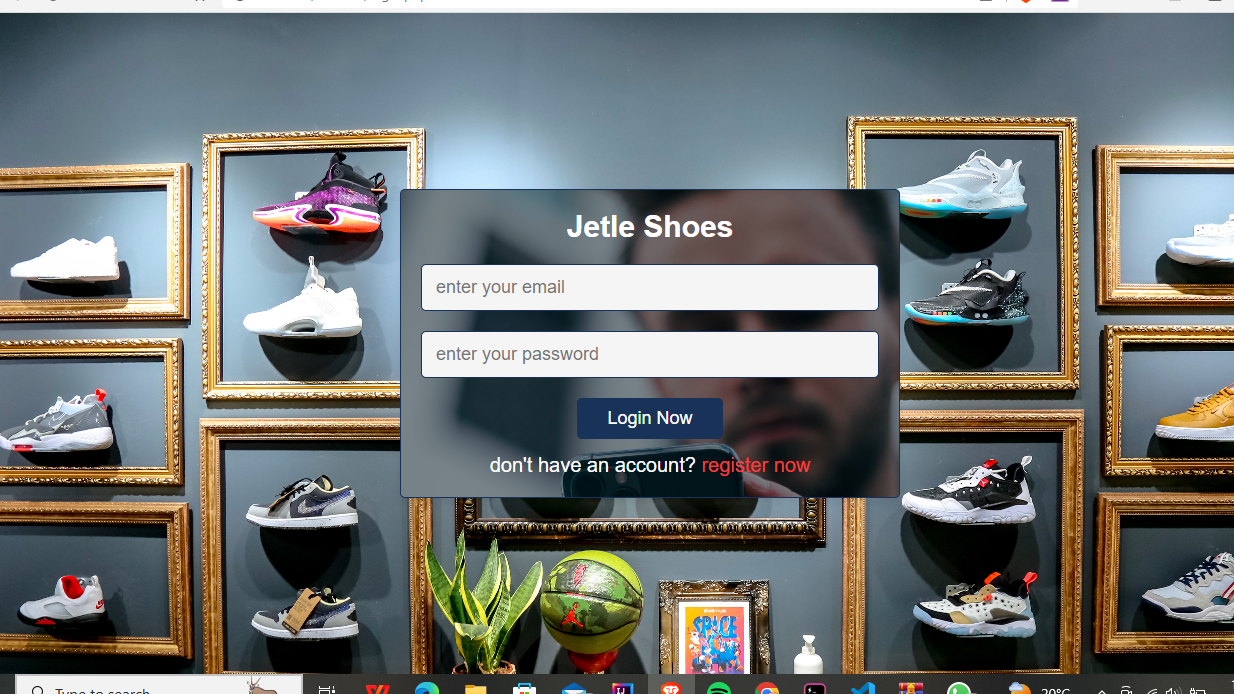 Jetle Shoes
enter your email
enter your password
Login Now
don't have an account? register now
SPACE
Type to search
20°C